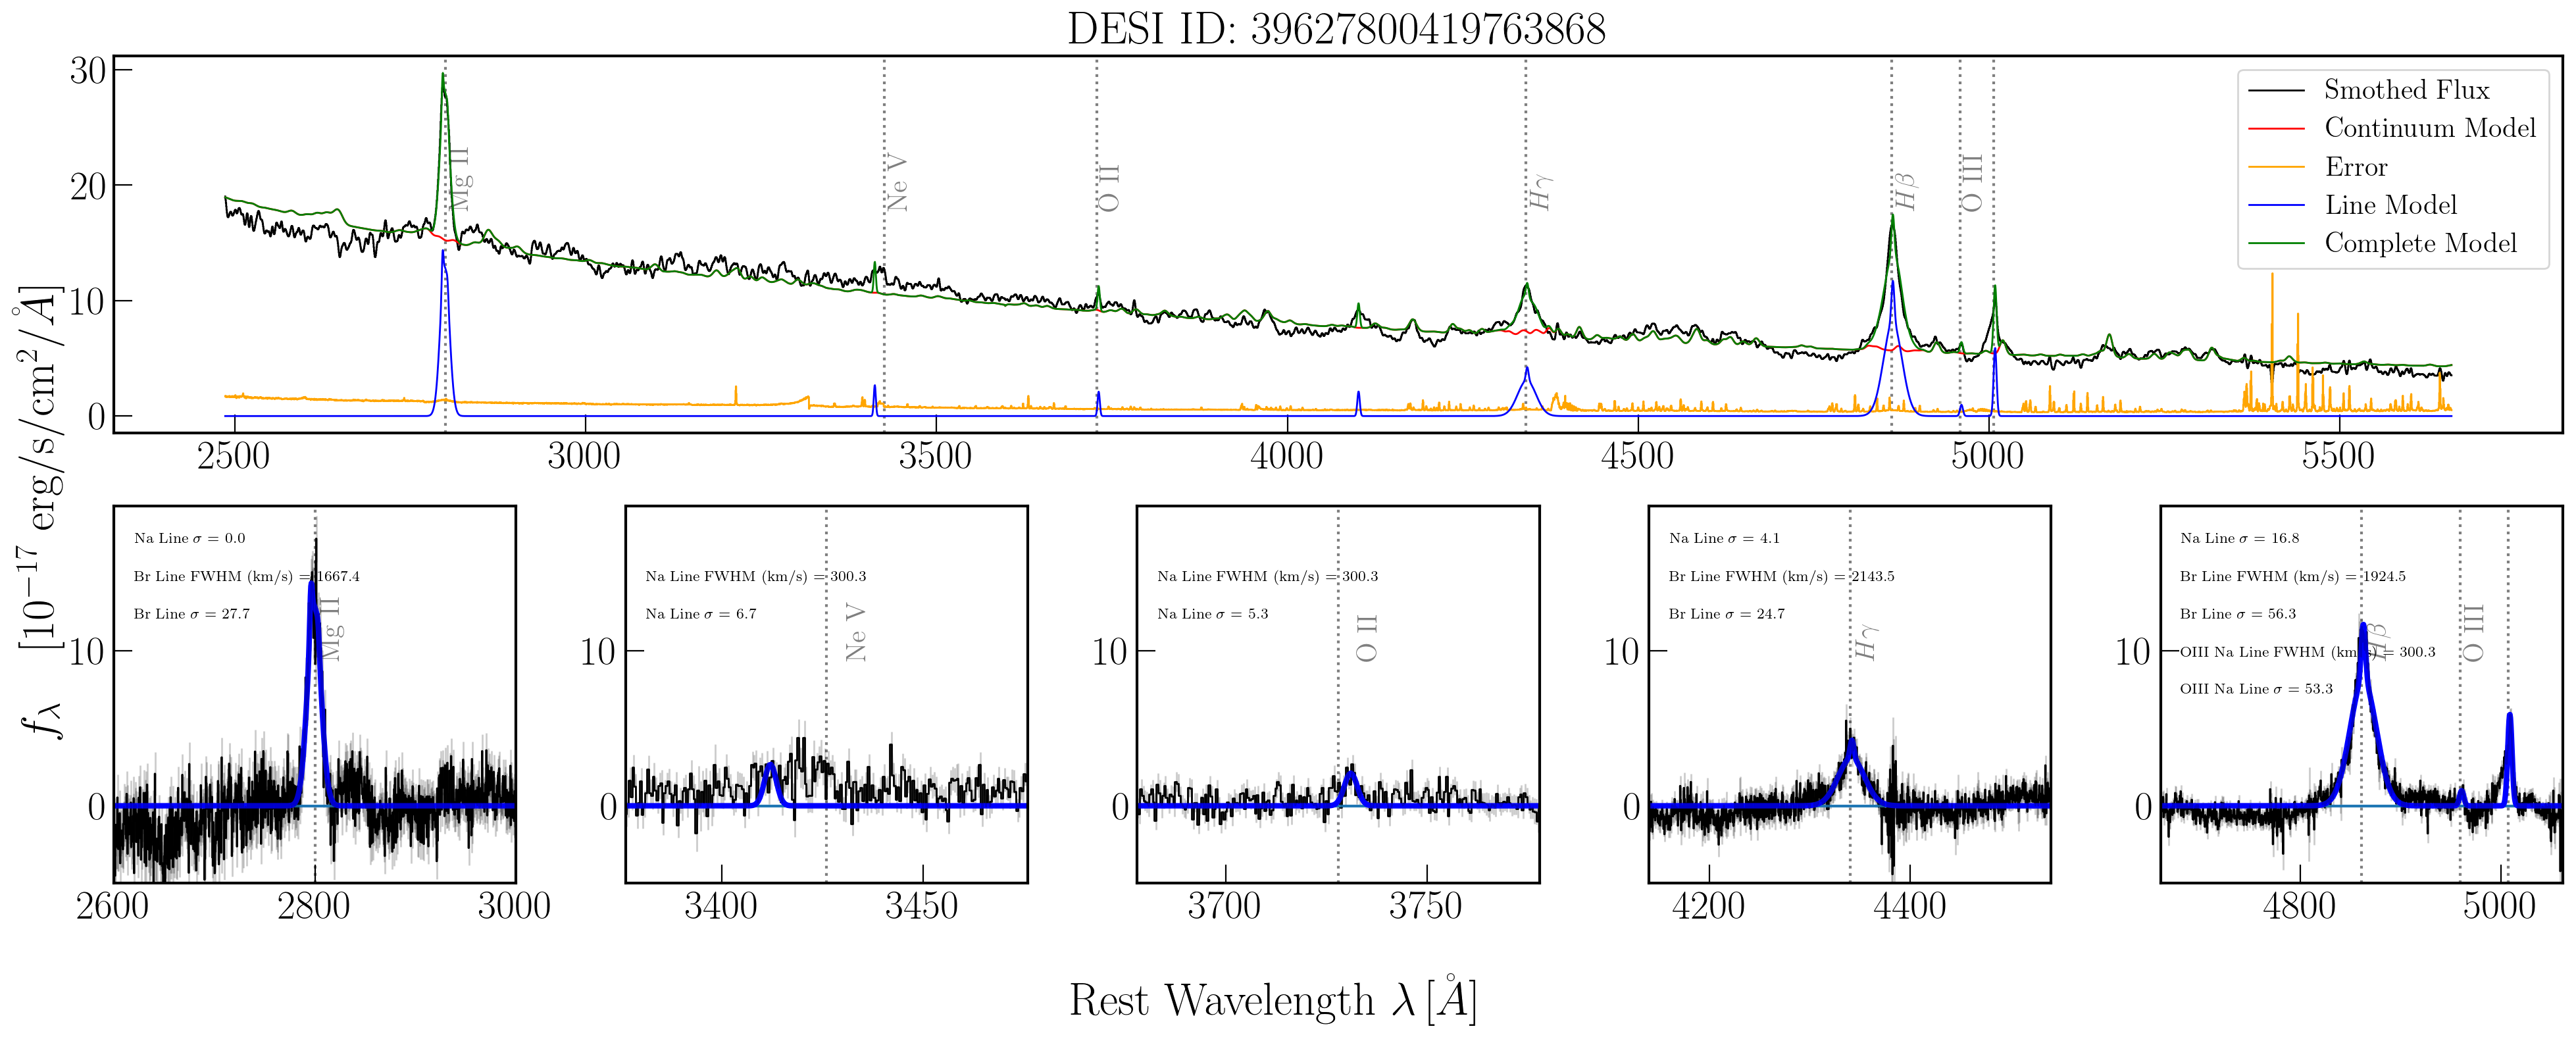 DESI ID: 39627800419763868
30
20
10
0
Mg II
Ne V
O II
Hγ
Hβ
O III
Smothed Flux
Continuum Model
Error
Line Model
Complete Model
2500 3000 3500 4000 4500 5000 5500
fλ [10⁻¹⁷ erg/s/cm²/Å]
Na Line σ = 0.0
Br Line FWHM (km/s) = 1667.4
Br Line σ = 27.7
Mg II
10
0
2600 2800 3000
Na Line FWHM (km/s) = 300.3
Na Line σ = 6.7
Ne V
10
0
3400 3450
Na Line FWHM (km/s) = 300.3
Na Line σ = 5.3
O II
10
0
3700 3750
Na Line σ = 4.1
Br Line FWHM (km/s) = 2143.5
Br Line σ = 24.7
Hγ
10
0
4200 4400
Na Line σ = 16.8
Br Line FWHM (km/s) = 1924.5
Br Line σ = 56.3
OIII Na Line FWHM (km/s) = 300.3
OIII Na Line σ = 53.3
Hβ
O III
10
0
4800 5000
Rest Wavelength λ [Å]